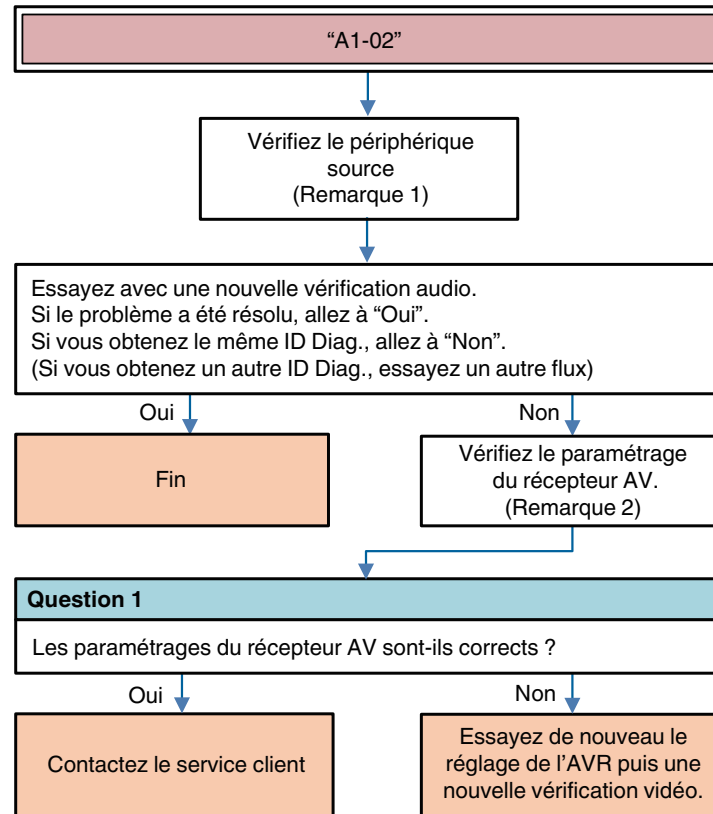 “A1-02”
Vérifiez le périphérique
source
(Remarque 1)
Essayez avec une nouvelle vérification audio.
Si le problème a été résolu, allez à “Oui”.
Si vous obtenez le même ID Diag., allez à “Non”.
(Si vous obtenez un autre ID Diag., essayez un autre flux)
Oui
Non
Fin
Vérifiez le paramétrage
du récepteur AV.
(Remarque 2)
Question 1
Les paramétrages du récepteur AV sont-ils corrects ?
Oui
Non
Contactez le service client
Essayez de nouveau le
réglage de l’AVR puis une
nouvelle vérification vidéo.